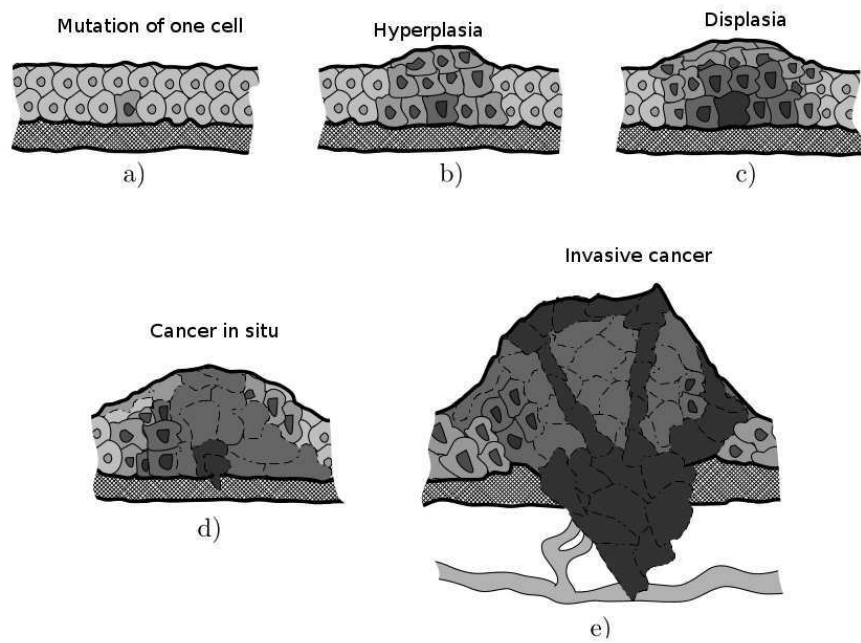 Mutation of one cell
Hyperplasia
Displasia
a)
b)
c)
Cancer in situ
Invasive cancer
d)
e)